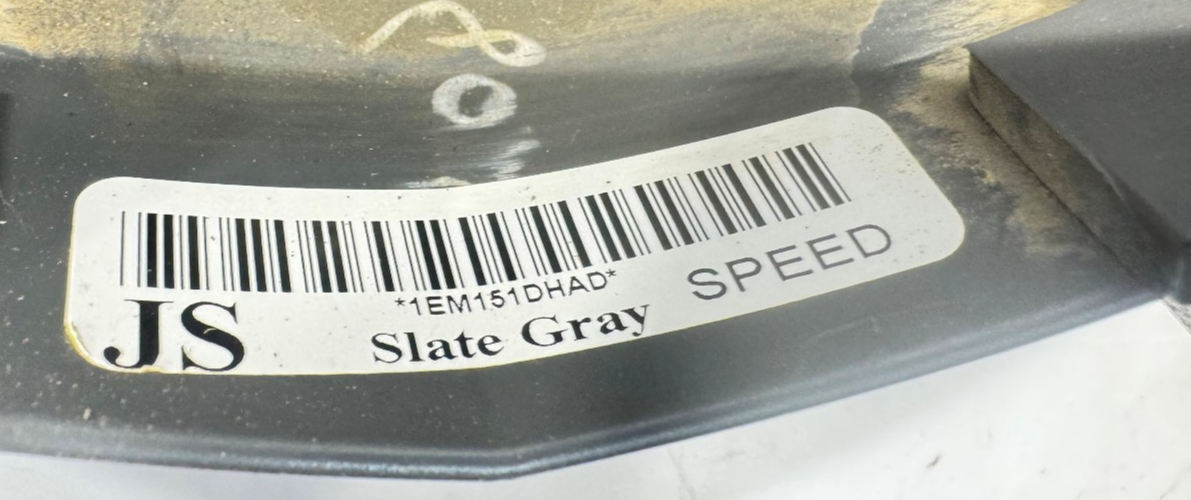 *1EM151DHAD*
SPEED
JS
Slate Gray